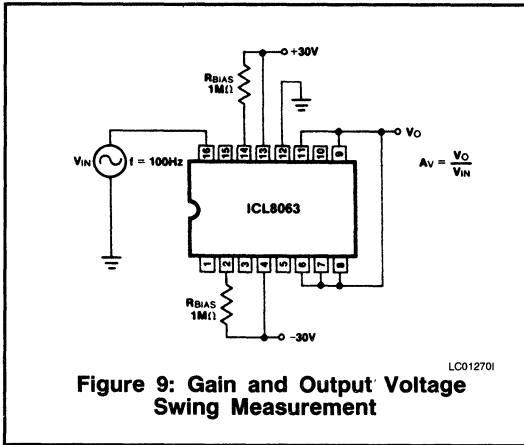 +30V
RBIAS
1MΩ
VIN
f = 100Hz
16 15 14 13 12 11 10 9
VO
AV = VO
VIN
ICL8063
1 2 3 4 5 6 7 8
RBIAS
1MΩ
−30V
LC01270I
Figure 9: Gain and Output Voltage
Swing Measurement